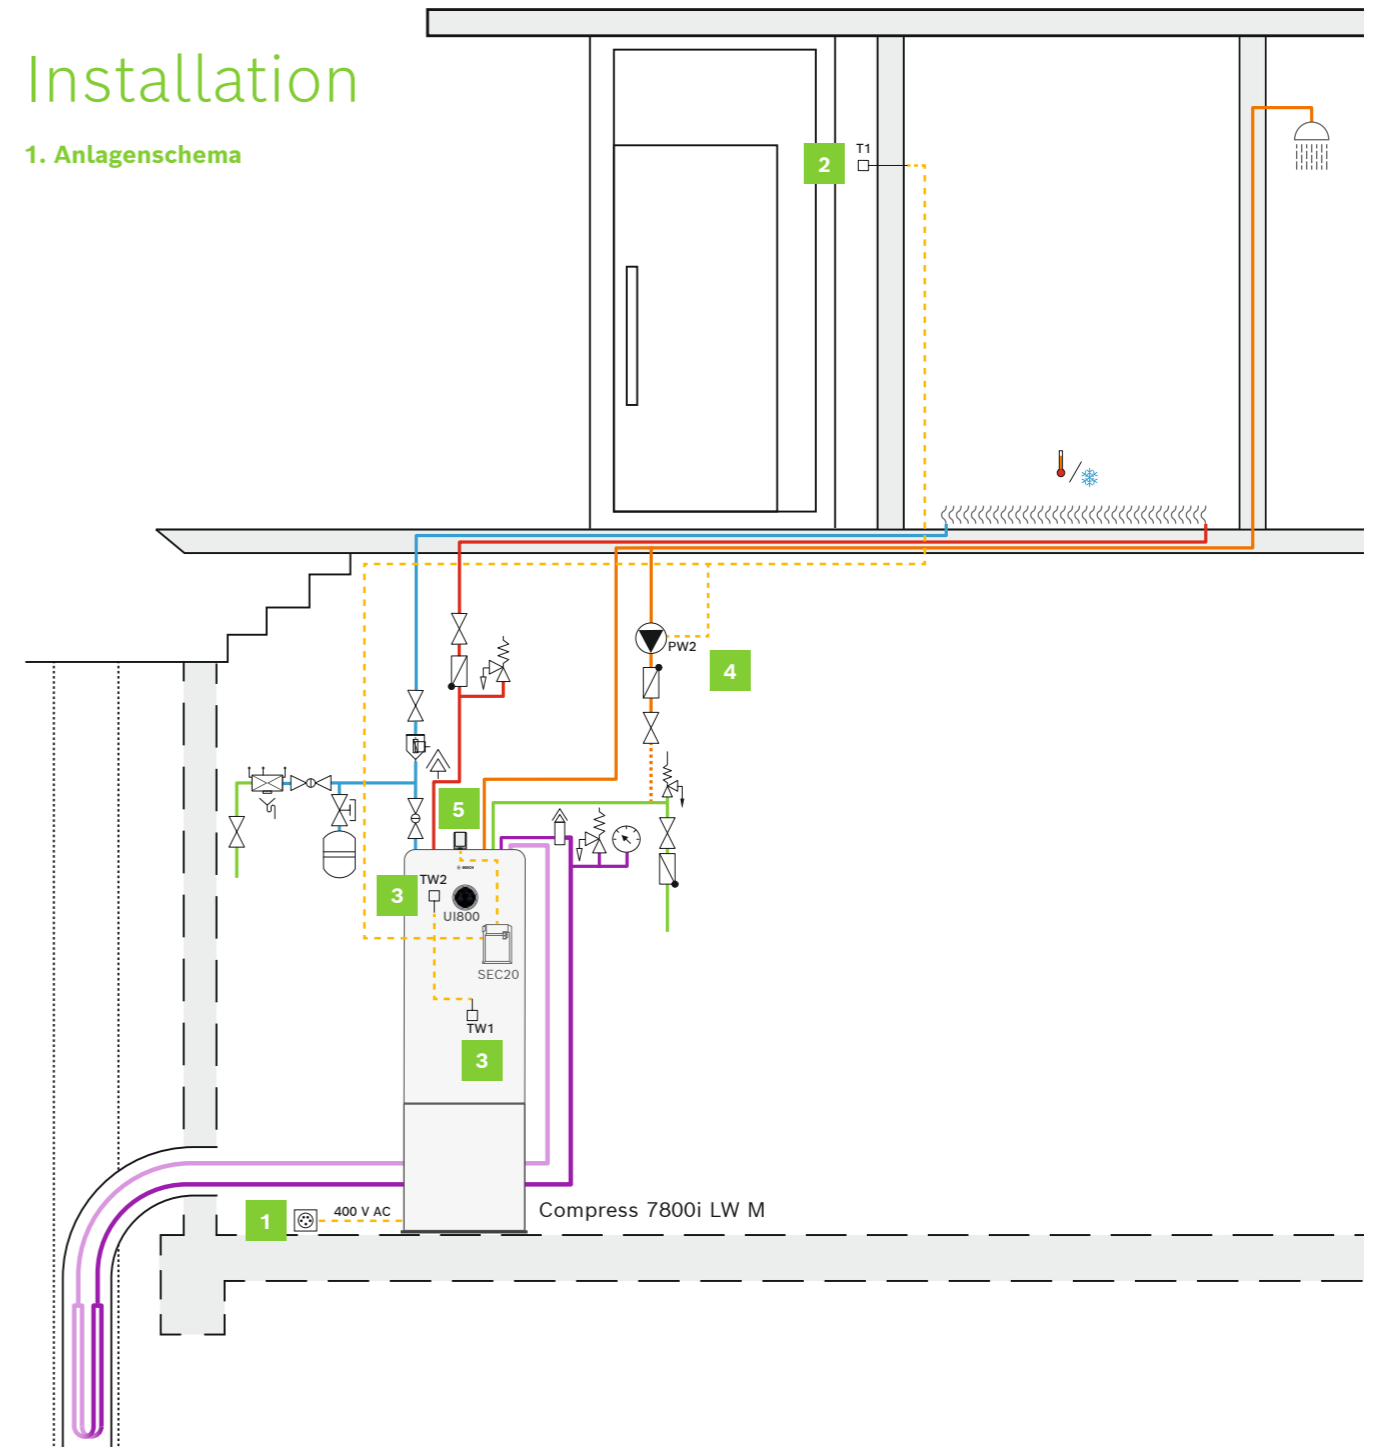 Installation
1. Anlagenschema
2
T1
PW2
4
5
BOSCH
3
TW2
UI800
SEC20
TW1
3
1
400 V AC
Compress 7800i LW M